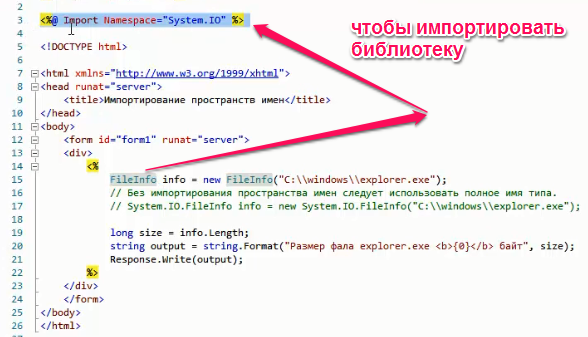 2
3 <%@ Import Namespace="System.IO" %>
4
5 <!DOCTYPE html>
6
7 <html xmlns="http://www.w3.org/1999/xhtml">
8 <head runat="server">
9 <title>Импортирование пространств имен</title>
10 </head>
11 <body>
12 <form id="form1" runat="server">
13 <div>
14 <%
15 FileInfo info = new FileInfo("C:\\windows\\explorer.exe");
16 // Без импортирования пространства имен следует использовать полное имя типа.
17 // System.IO.FileInfo info = new System.IO.FileInfo("C:\\windows\\explorer.exe");
18
19 long size = info.Length;
20 string output = string.Format("Размер фала explorer.exe <b>{0}</b> байт", size);
21 Response.Write(output);
22 %>
23 </div>
24 </form>
25 </body>
26 </html>
чтобы импортировать
библиотеку